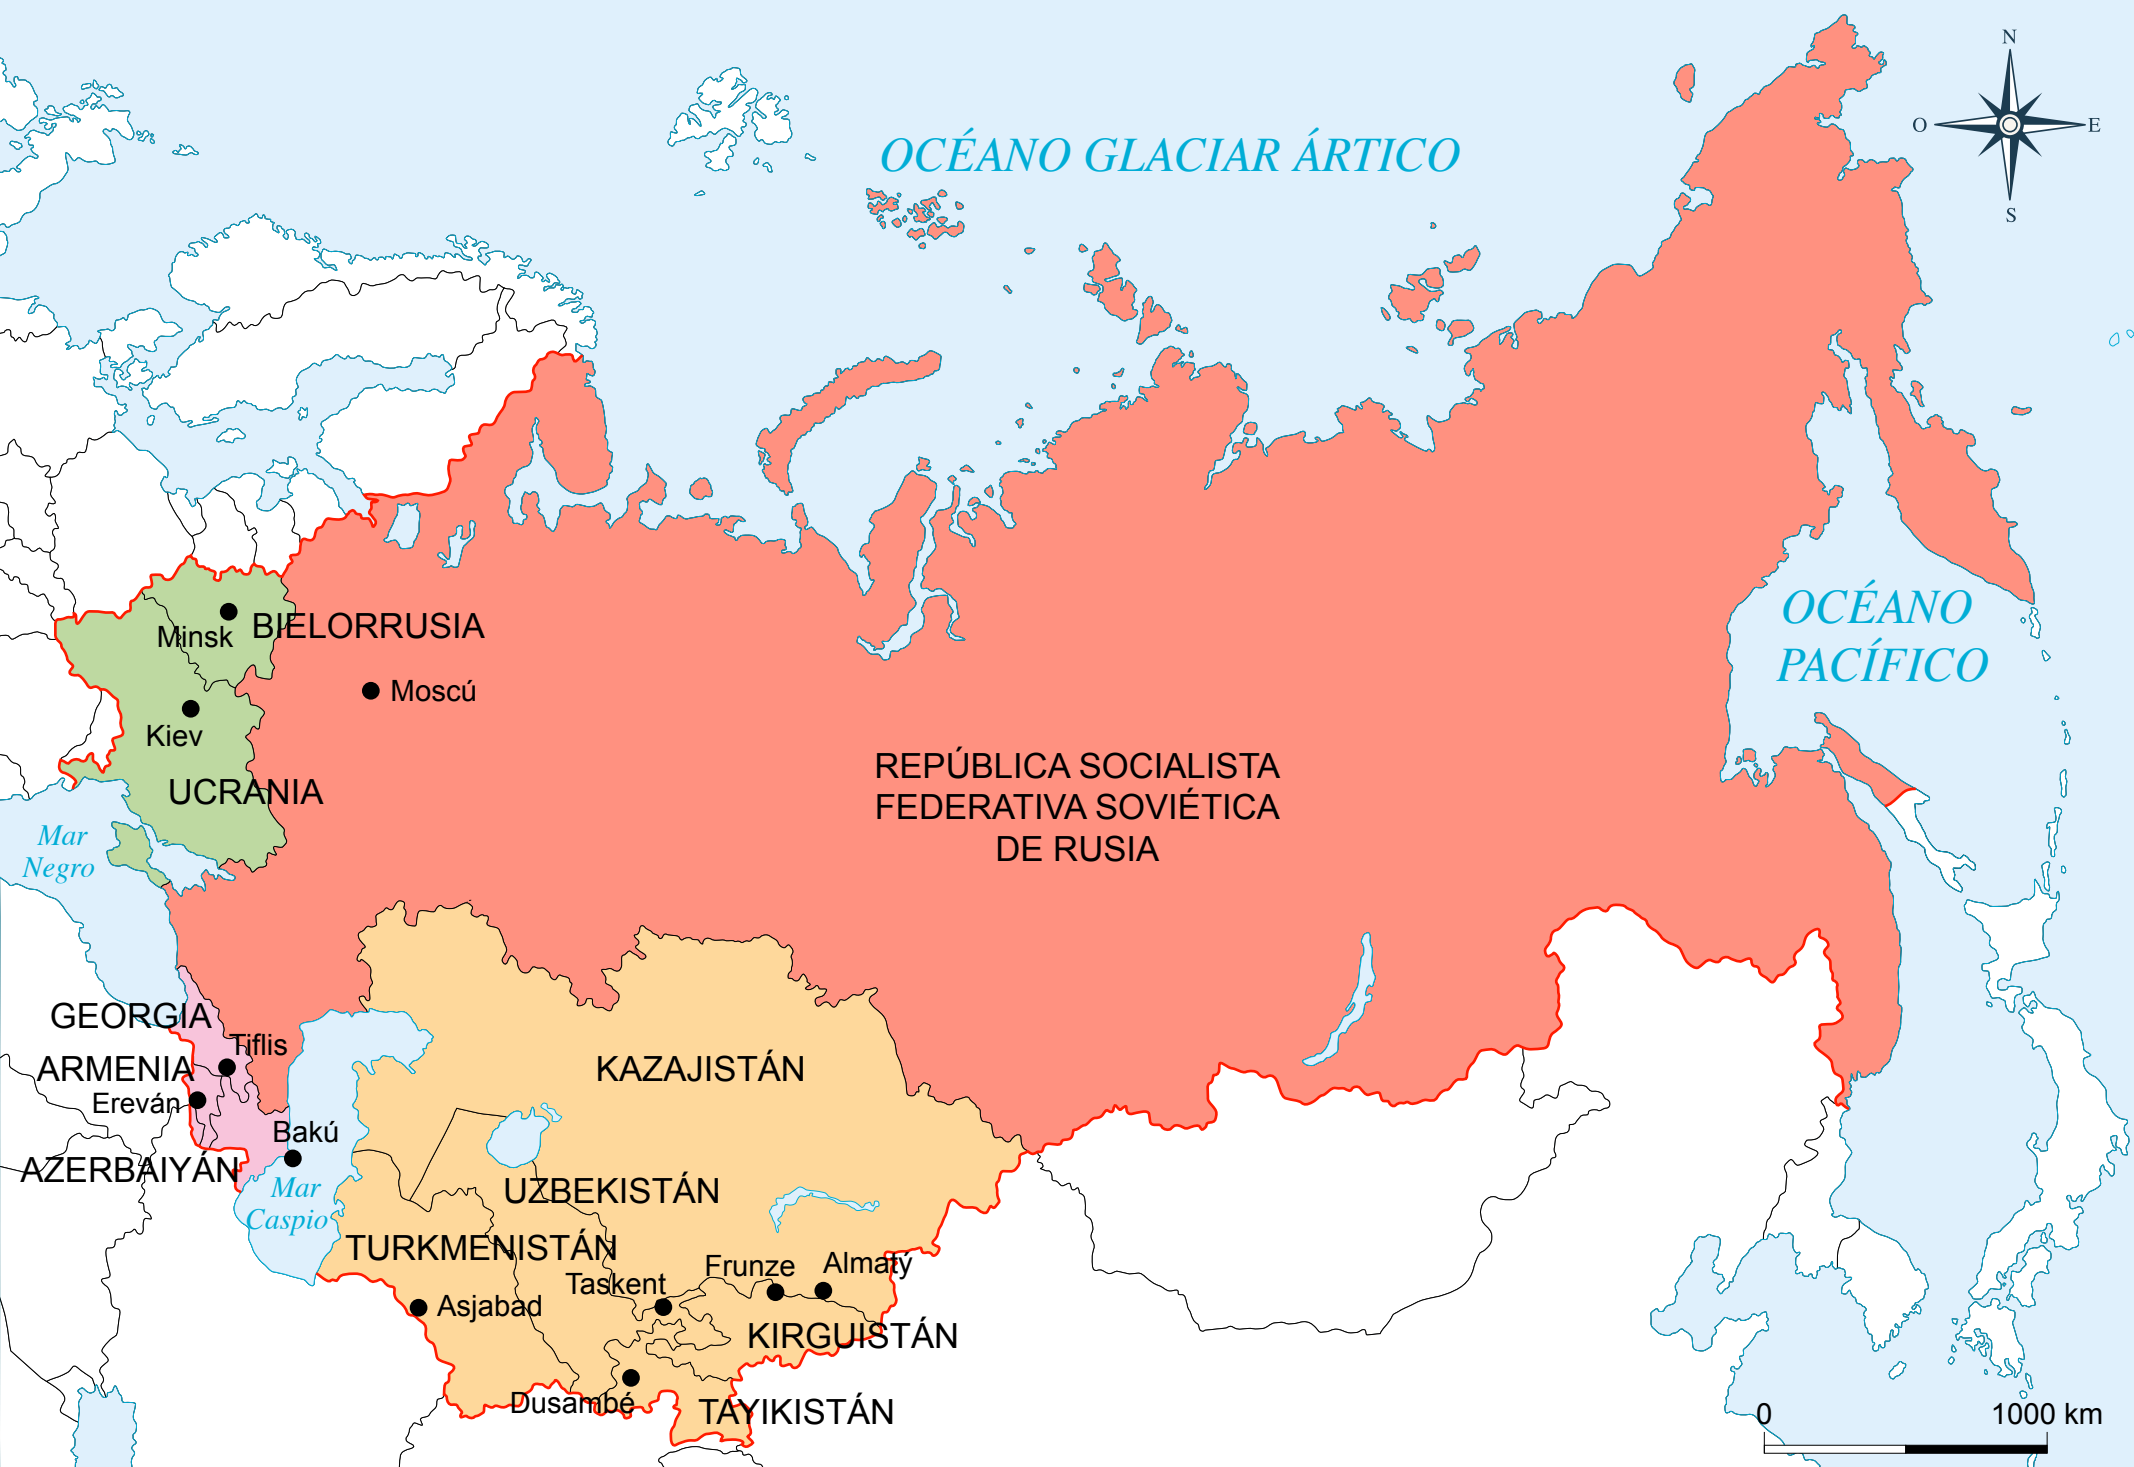 N
OCÉANO GLACIAR ÁRTICO
O
E
S
OCÉANO
PACÍFICO
Minsk
BIELORRUSIA
Moscú
Kiev
UCRANIA
REPÚBLICA SOCIALISTA
FEDERATIVA SOVIÉTICA
DE RUSIA
Mar
Negro
GEORGIA
Tiflis
ARMENIA
Ereván
KAZAJISTÁN
Bakú
AZERBAIYÁN
Mar
Caspio
UZBEKISTÁN
TURKMENISTÁN
Taskent
Frunze
Almatý
Asjabad
KIRGUISTÁN
Dusambé
TAYIKISTÁN
0
1000 km